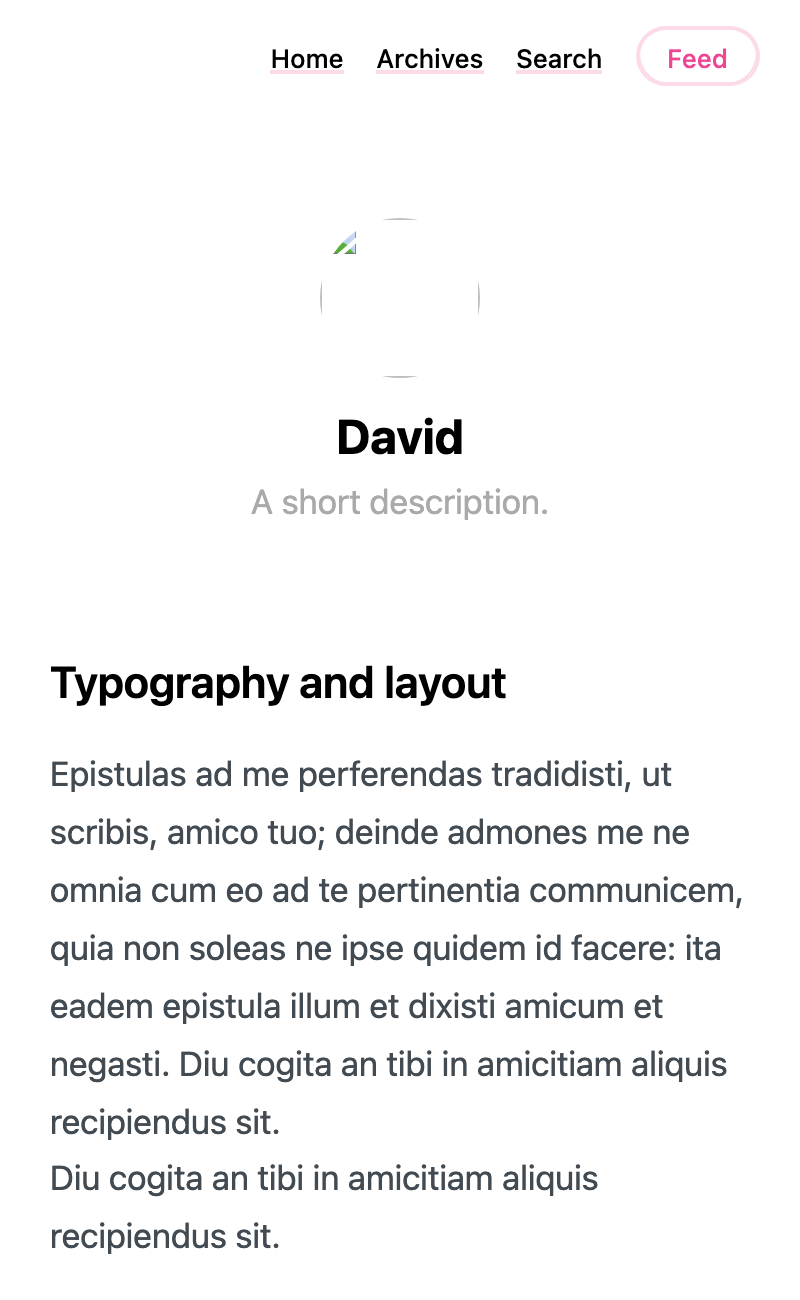 Home Archives Search Feed
David
A short description.
Typography and layout
Epistulas ad me perferendas tradidisti, ut
scribis, amico tuo; deinde admones me ne
omnia cum eo ad te pertinentia communicem,
quia non soleas ne ipse quidem id facere: ita
eadem epistula illum et dixisti amicum et
negasti. Diu cogita an tibi in amicitiam aliquis
recipiendus sit.
Diu cogita an tibi in amicitiam aliquis
recipiendus sit.